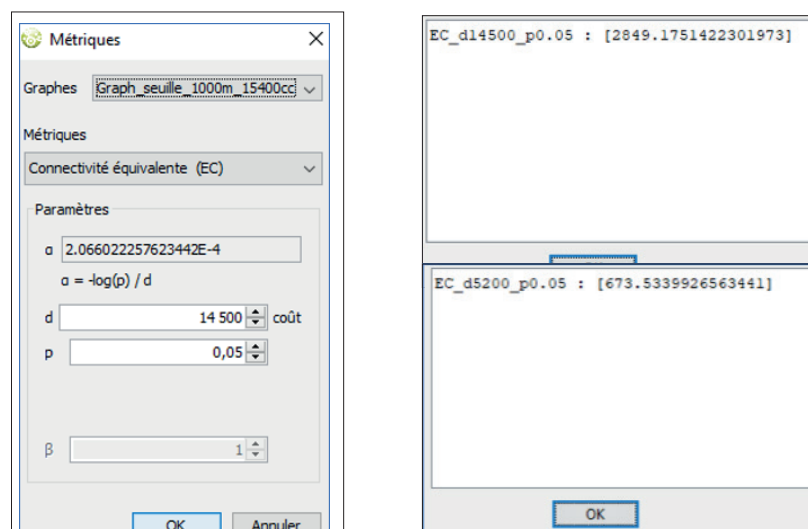 Métriques
Graphes Graph_seuille_1000m_15400cc
Métriques
Connectivité équivalente (EC)
Paramètres
α 2.066022257623442E-4
α = -log(p) / d
d 14 500 coût
p 0,05
β 1
OK Annuler
EC_d14500_p0.05 : [2849.1751422301973]
EC_d5200_p0.05 : [673.5339926563441]
OK